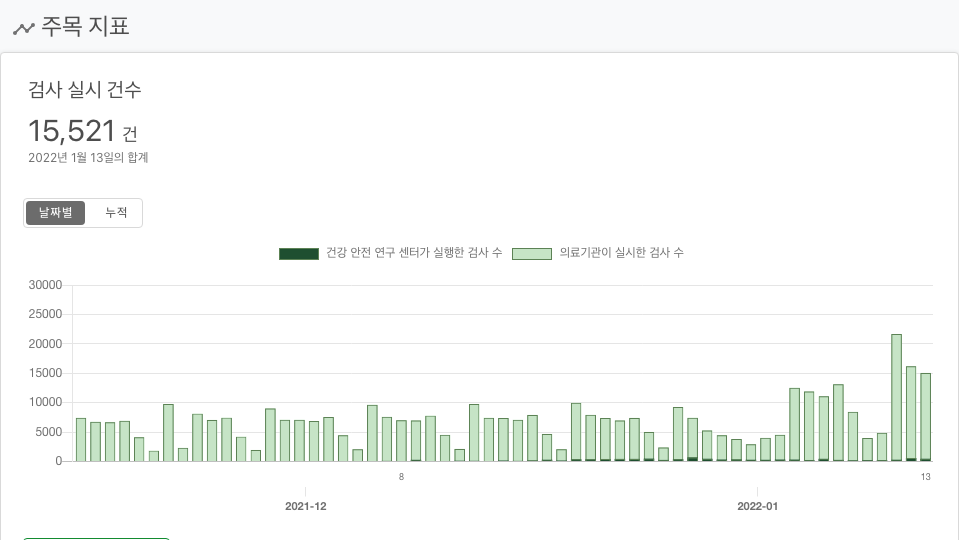 주목 지표
검사 실시 건수
15,521 건
2022년 1월 13일의 합계
날짜별 누적
건강 안전 연구 센터가 실행한 검사 수 의료기관이 실시한 검사 수
30000
25000
20000
15000
10000
5000
0
8 13
2021-12 2022-01